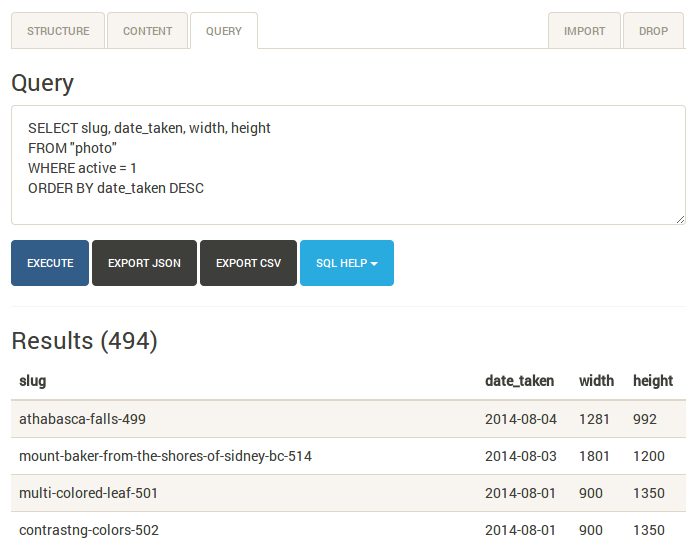 STRUCTURE CONTENT QUERY IMPORT DROP
Query
SELECT slug, date_taken, width, height
FROM "photo"
WHERE active = 1
ORDER BY date_taken DESC
EXECUTE EXPORT JSON EXPORT CSV SQL HELP
Results (494)
slug date_taken width height
athabasca-falls-499 2014-08-04 1281 992
mount-baker-from-the-shores-of-sidney-bc-514 2014-08-03 1801 1200
multi-colored-leaf-501 2014-08-01 900 1350
contrastng-colors-502 2014-08-01 900 1350